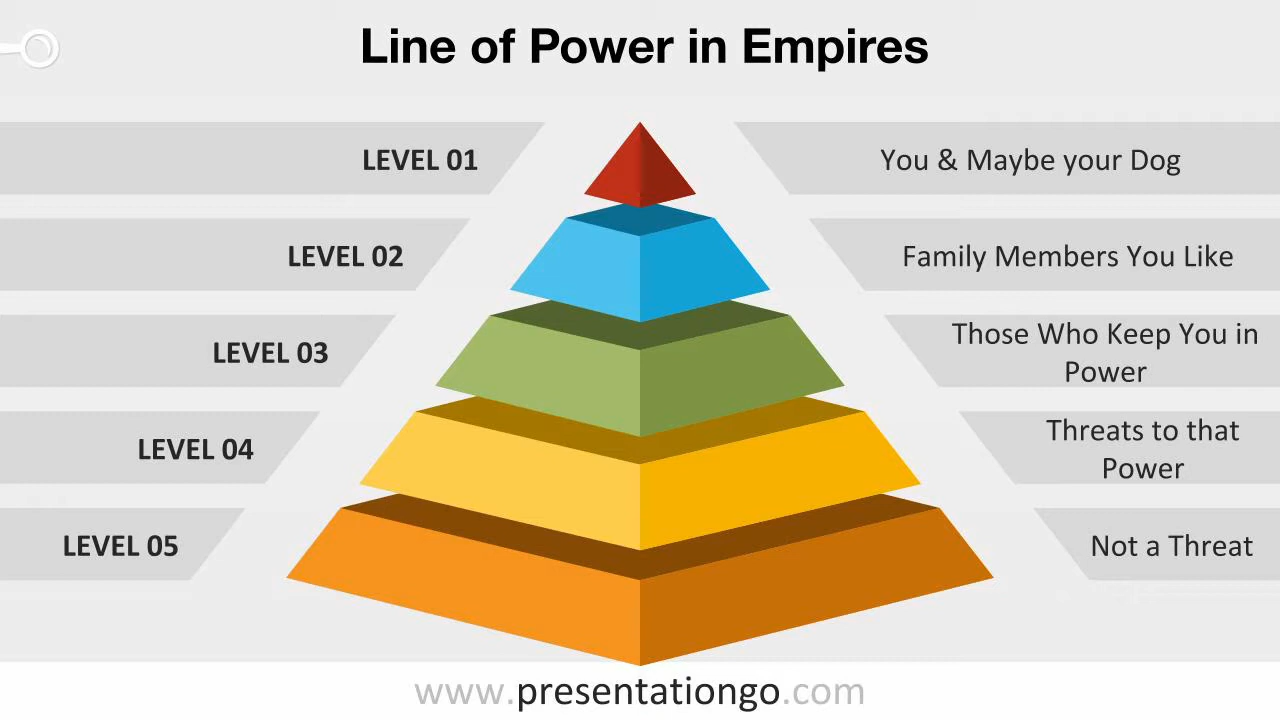 Line of Power in Empires
LEVEL 01
You & Maybe your Dog
LEVEL 02
Family Members You Like
LEVEL 03
Those Who Keep You in
Power
LEVEL 04
Threats to that
Power
LEVEL 05
Not a Threat
www.presentationgo.com